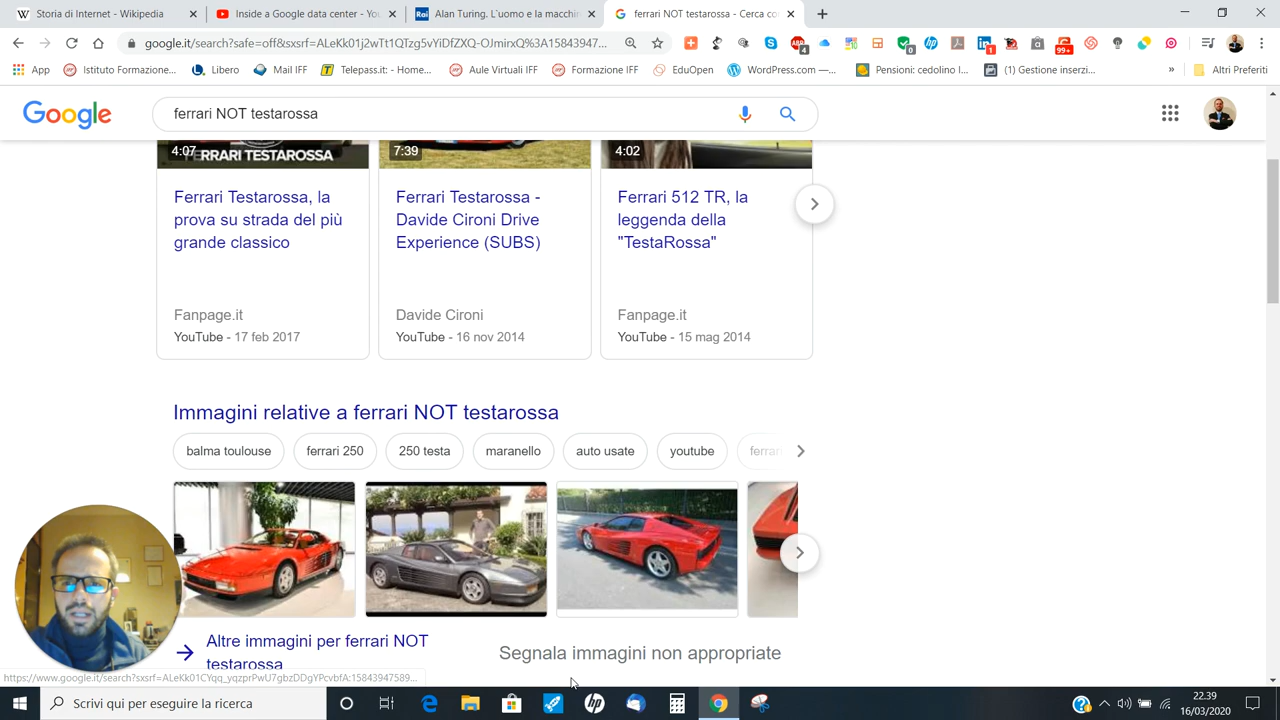 Storia di Internet - Wikipedia
Inside a Google data center - Yo
Alan Turing. L'uomo e la macchin
ferrari NOT testarossa - Cerca co
google.it/search?safe=off&sxsrf=ALeKk0
App
Istituto Formazione...
Libero
Mail IFF
Telepass.it: - Home...
Aule Virtuali IFF
Formazione IFF
EduOpen
WordPress.com —...
Pensioni: cedolino I...
(1) Gestione inserzi...
»
Altri Preferiti
Google
ferrari NOT testarossa
4:07
RRARI TESTAROSSA
7:39
4:02
Ferrari Testarossa, la
prova su strada del più
grande classico
Fanpage.it
YouTube - 17 feb 2017
Ferrari Testarossa -
Davide Cironi Drive
Experience (SUBS)
Davide Cironi
YouTube - 16 nov 2014
Ferrari 512 TR, la
leggenda della
"TestaRossa"
Fanpage.it
YouTube - 15 mag 2014
Immagini relative a ferrari NOT testarossa
balma toulouse
ferrari 250
250 testa
maranello
auto usate
youtube
ferrar
Altre immagini per ferrari NOT
testarossa
Segnala immagini non appropriate
Scrivi qui per eseguire la ricerca
22.39
16/03/2020